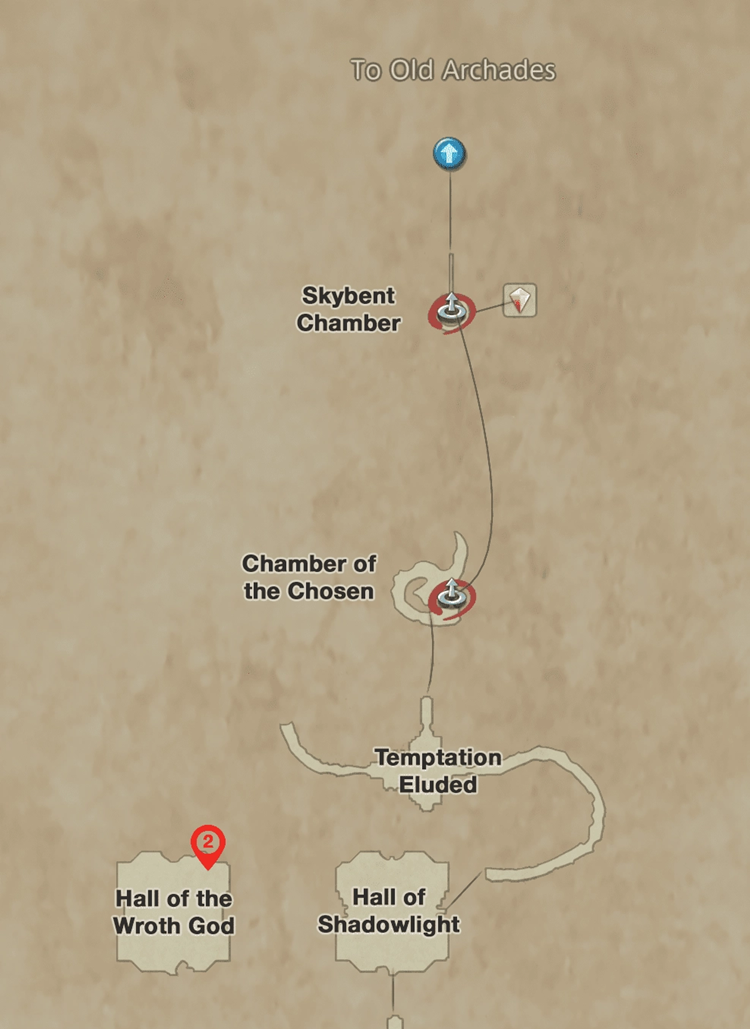 To Old Archades
Skybent
Chamber
Chamber of
the Chosen
Temptation
Eluded
2
Hall of the
Wroth God
Hall of
Shadowlight